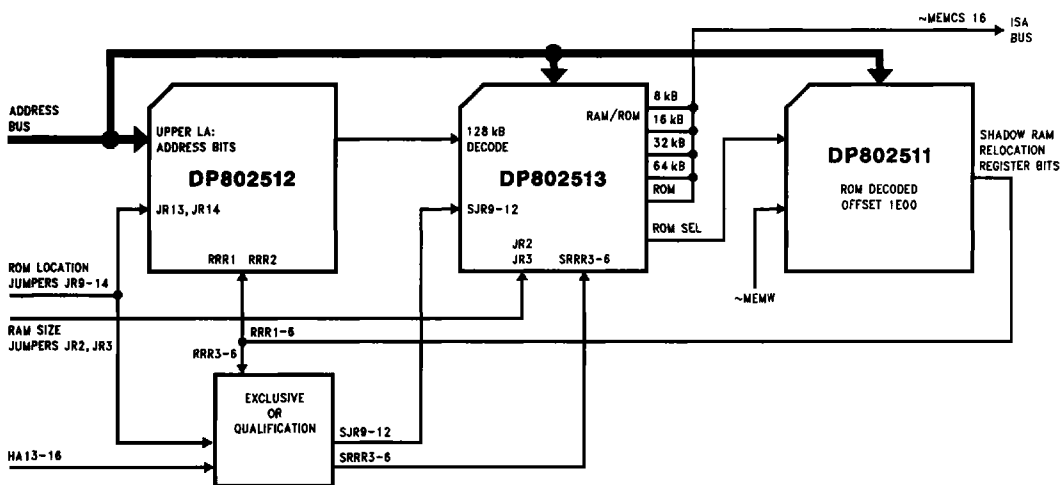 ~MEMCS 16
ISA
BUS
ADDRESS
BUS
UPPER LA:
ADDRESS BITS
DP802512
JR13, JR14
RRR1 RRR2
128 kB
DECODE
RAM/ROM
DP802513
SJR9-12
JR2
JR3
SRRR3-6
8 kB
16 kB
32 kB
64 kB
ROM
ROM SEL
DP802511
ROM DECODED
OFFSET 1E00
~MEMW
SHADOW RAM
RELOCATION
REGISTER BITS
ROM LOCATION
JUMPERS JR9-14
RAM SIZE
JUMPERS JR2, JR3
RRR1-6
RRR3-6
EXCLUSIVE
OR
QUALIFICATION
SJR9-12
SRRR3-6
HA13-16